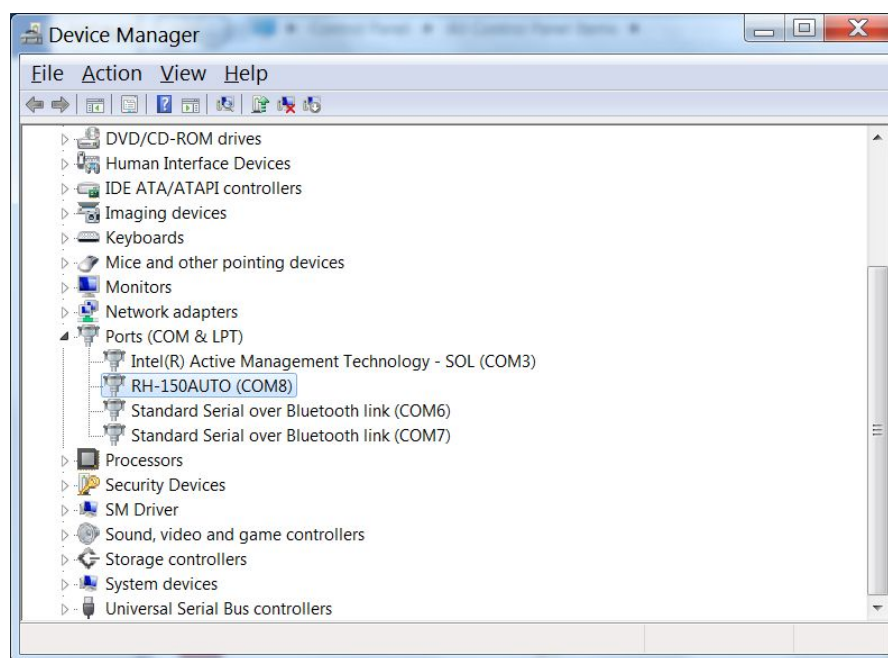 Device Manager
File Action View Help
DVD/CD-ROM drives
Human Interface Devices
IDE ATA/ATAPI controllers
Imaging devices
Keyboards
Mice and other pointing devices
Monitors
Network adapters
Ports (COM & LPT)
Intel(R) Active Management Technology - SOL (COM3)
RH-150AUTO (COM8)
Standard Serial over Bluetooth link (COM6)
Standard Serial over Bluetooth link (COM7)
Processors
Security Devices
SM Driver
Sound, video and game controllers
Storage controllers
System devices
Universal Serial Bus controllers